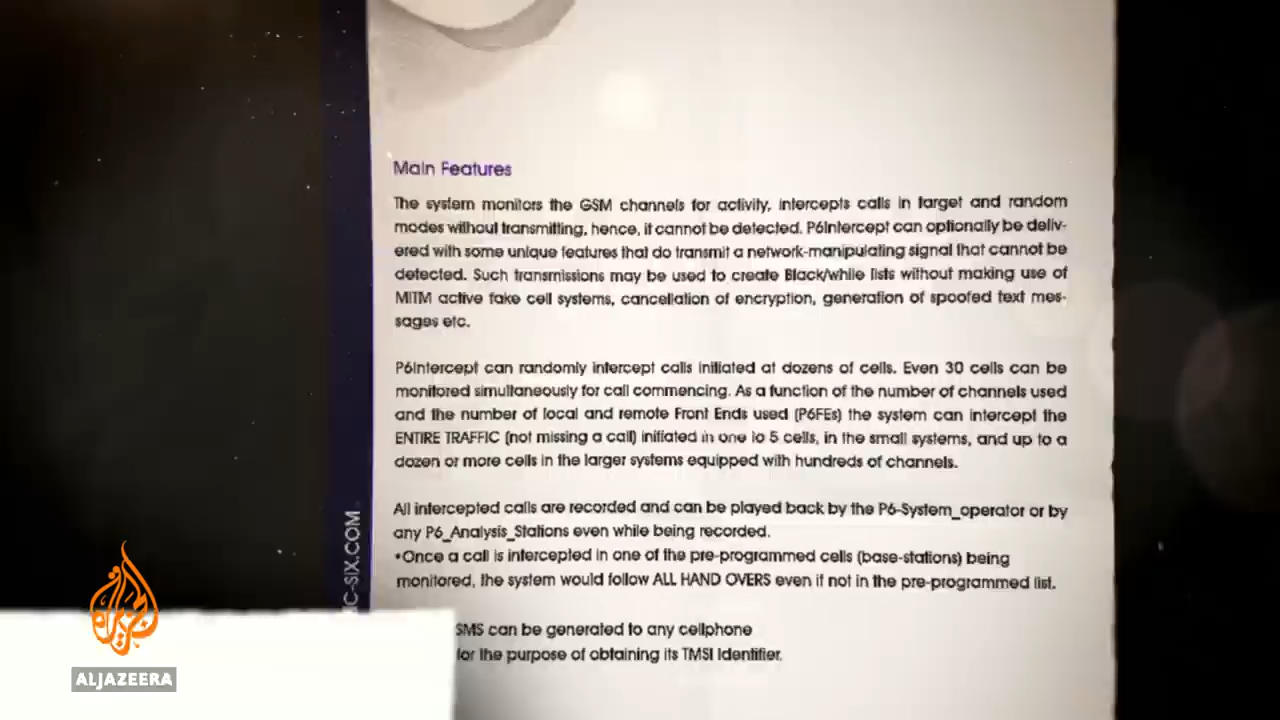 Main Features
The system monitors the GSM channels for activity, intercepts calls in target and random
modes without transmitting, hence, it cannot be detected. P6Intercept can optionally be deliv-
ered with some unique features that do transmit a network-manipulating signal that cannot be
detected. Such transmissions may be used to create Black/while lists without making use of
MITM active fake cell systems, cancellation of encryption, generation of spoofed text mes-
sages etc.
P6Intercept can randomly intercept calls initiated at dozens of cells. Even 30 cells can be
monitored simultaneously for call commencing. As a function of the number of channels used
and the number of local and remote Front Ends used (P6FEs) the system can intercept the
ENTIRE TRAFFIC (not missing a call) initiated in one to 5 cells, in the small systems, and up to a
dozen or more cells in the larger systems equipped with hundreds of channels.
All intercepted calls are recorded and can be played back by the P6-System_operator or by
any P6_Analysis_Stations even while being recorded.
•Once a call is intercepted in one of the pre-programmed cells (base-stations) being
monitored, the system would follow ALL HAND OVERS even if not in the pre-programmed list.
SMS can be generated to any cellphone
for the purpose of obtaining its TMSI Identifier.
C-SIX.COM
الجزيرة
ALJAZEERA